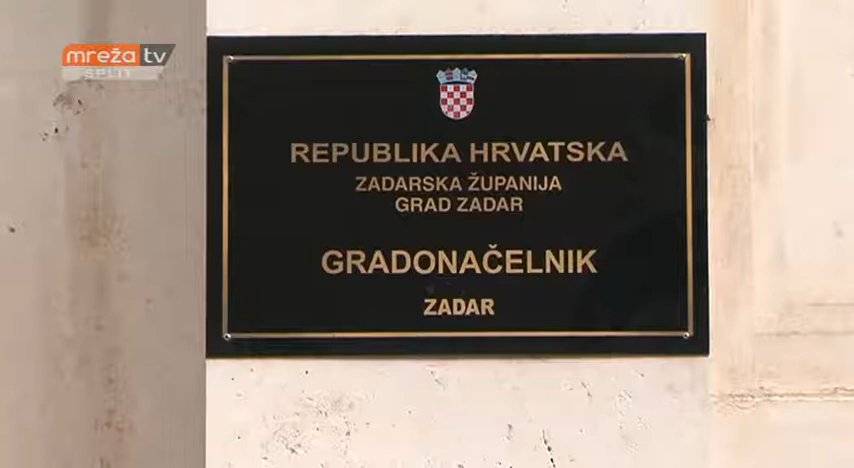 mreža tv
SPLIT
REPUBLIKA HRVATSKA
ZADARSKA ŽUPANIJA
GRAD ZADAR
GRADONAČELNIK
ZADAR